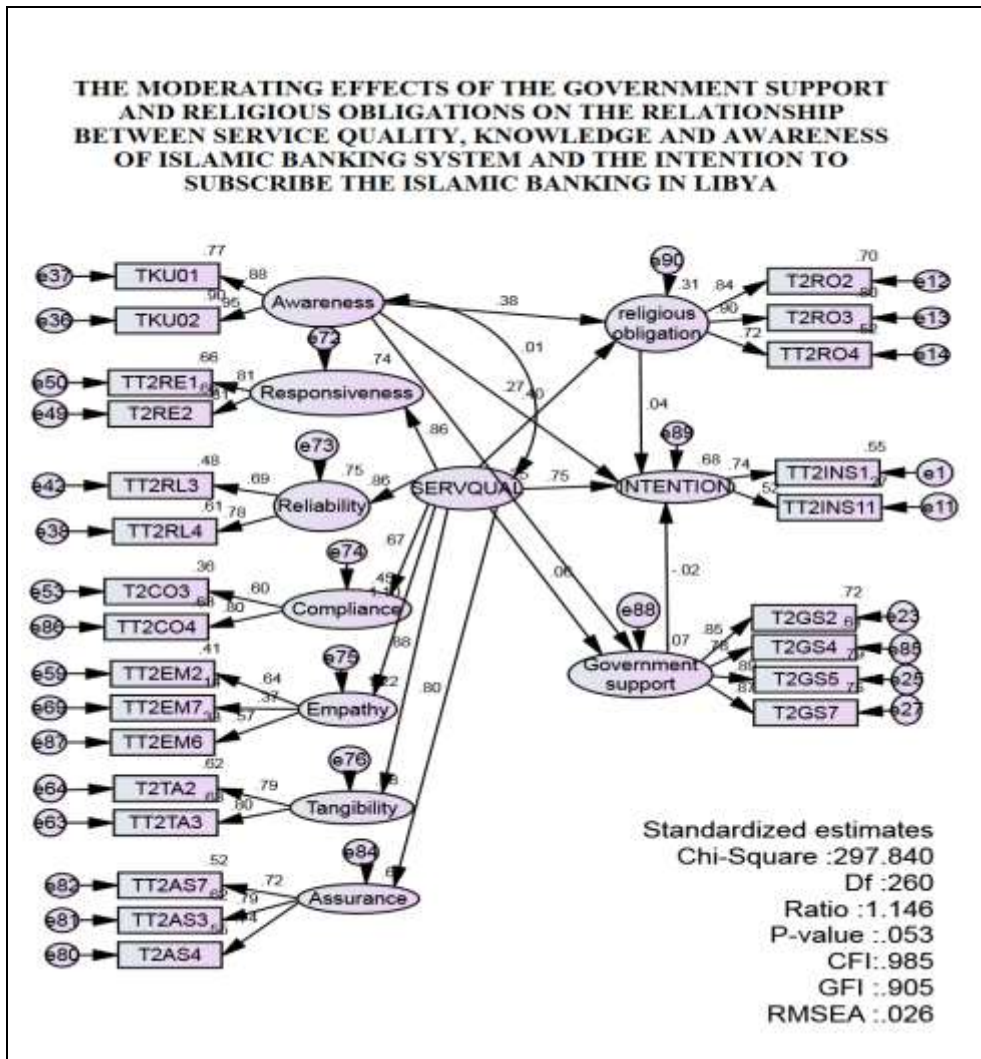 THE MODERATING EFFECTS OF THE GOVERNMENT SUPPORT
AND RELIGIOUS OBLIGATIONS ON THE RELATIONSHIP
BETWEEN SERVICE QUALITY, KNOWLEDGE AND AWARENESS
OF ISLAMIC BANKING SYSTEM AND THE INTENTION TO
SUBSCRIBE THE ISLAMIC BANKING IN LIBYA
.77
e37
TKU01
.88
.90
.95
e36
TKU02
Awareness
e72
.66
e50
TT2RE1
.81
e49
T2RE2
.74
Responsiveness
e73
.48
e42
TT2RL3
.69
.61
e38
TT2RL4
.78
.75
Reliability
e74
.36
e53
T2CO3
.60
e86
TT2CO4
.80
Compliance
e75
.41
e59
TT2EM2
.64
e69
TT2EM7
.37
e87
TT2EM6
.57
Empathy
e76
.62
e64
T2TA2
.79
e63
TT2TA3
.80
Tangibility
e84
.52
e82
TT2AS7
.72
e81
TT2AS3
.79
e80
T2AS4
Assurance
.38
.01
.27
.40
.86
.86
SERVQUAL
.75
.67
.88
.80
.06
e90
.31
religious
obligation
.84
.90
.72
.70
T2RO2
e12
T2RO3
e13
TT2RO4
e14
.04
e89
.68
INTENTION
.74
.52
.55
TT2INS1
e1
TT2INS11
e11
-.02
e88
.07
Government
support
.85
.89
.87
.72
T2GS2
e23
T2GS4
e85
T2GS5
e25
T2GS7
e27
Standardized estimates
Chi-Square :297.840
Df :260
Ratio :1.146
P-value :.053
CFI:.985
GFI :.905
RMSEA :.026